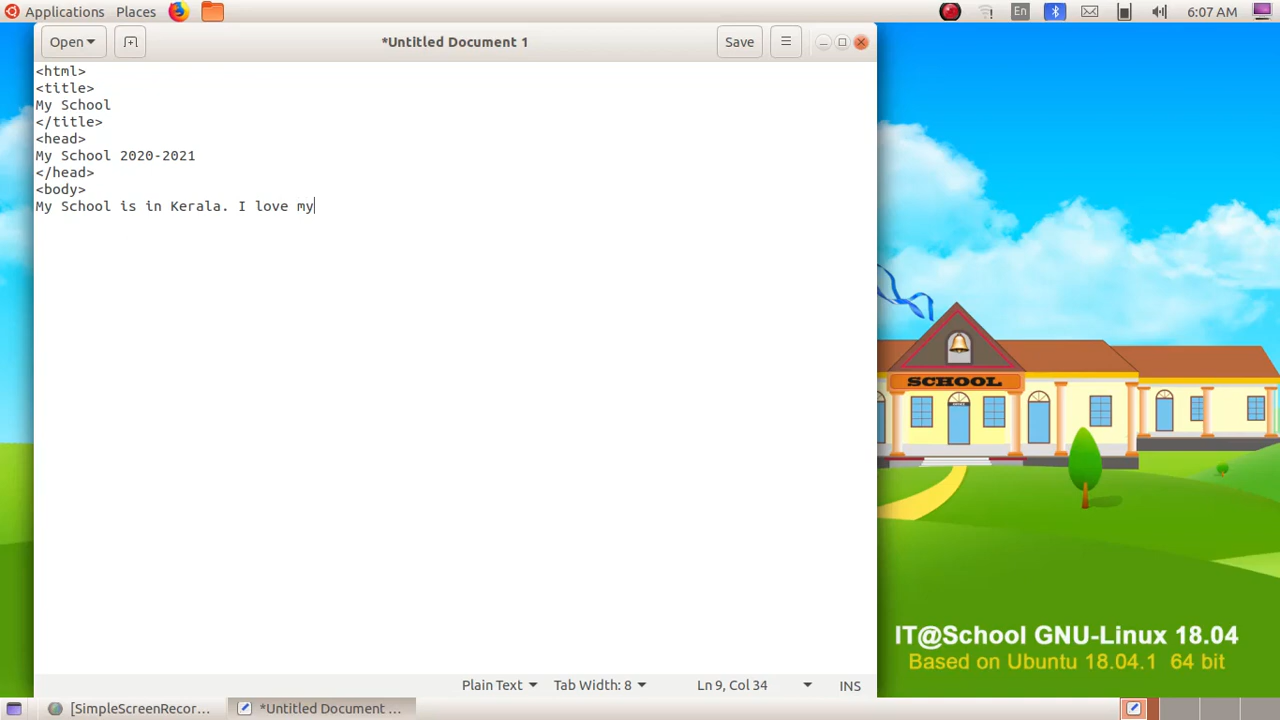 Applications Places En 6:07 AM
Open *Untitled Document 1 Save
<html>
<title>
My School
</title>
<head>
My School 2020-2021
</head>
<body>
My School is in Kerala. I love my
SCHOOL
IT@School GNU-Linux 18.04
Based on Ubuntu 18.04.1 64 bit
Plain Text Tab Width: 8 Ln 9, Col 34 INS
[SimpleScreenRecor... *Untitled Document ...